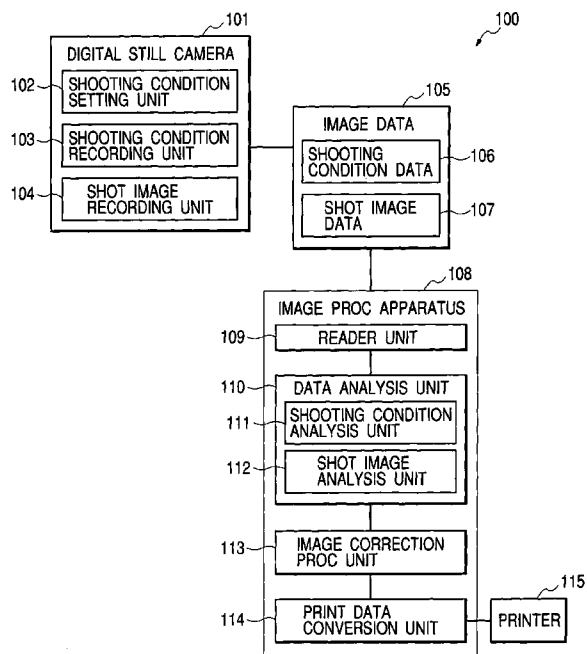 100
101
DIGITAL STILL CAMERA
102
SHOOTING CONDITION
SETTING UNIT
103
SHOOTING CONDITION
RECORDING UNIT
104
SHOT IMAGE
RECORDING UNIT
105
IMAGE DATA
SHOOTING
CONDITION DATA
106
SHOT IMAGE
DATA
107
108
IMAGE PROC APPARATUS
109
READER UNIT
110
DATA ANALYSIS UNIT
111
SHOOTING CONDITION
ANALYSIS UNIT
112
SHOT IMAGE
ANALYSIS UNIT
113
IMAGE CORRECTION
PROC UNIT
114
PRINT DATA
CONVERSION UNIT
115
PRINTER